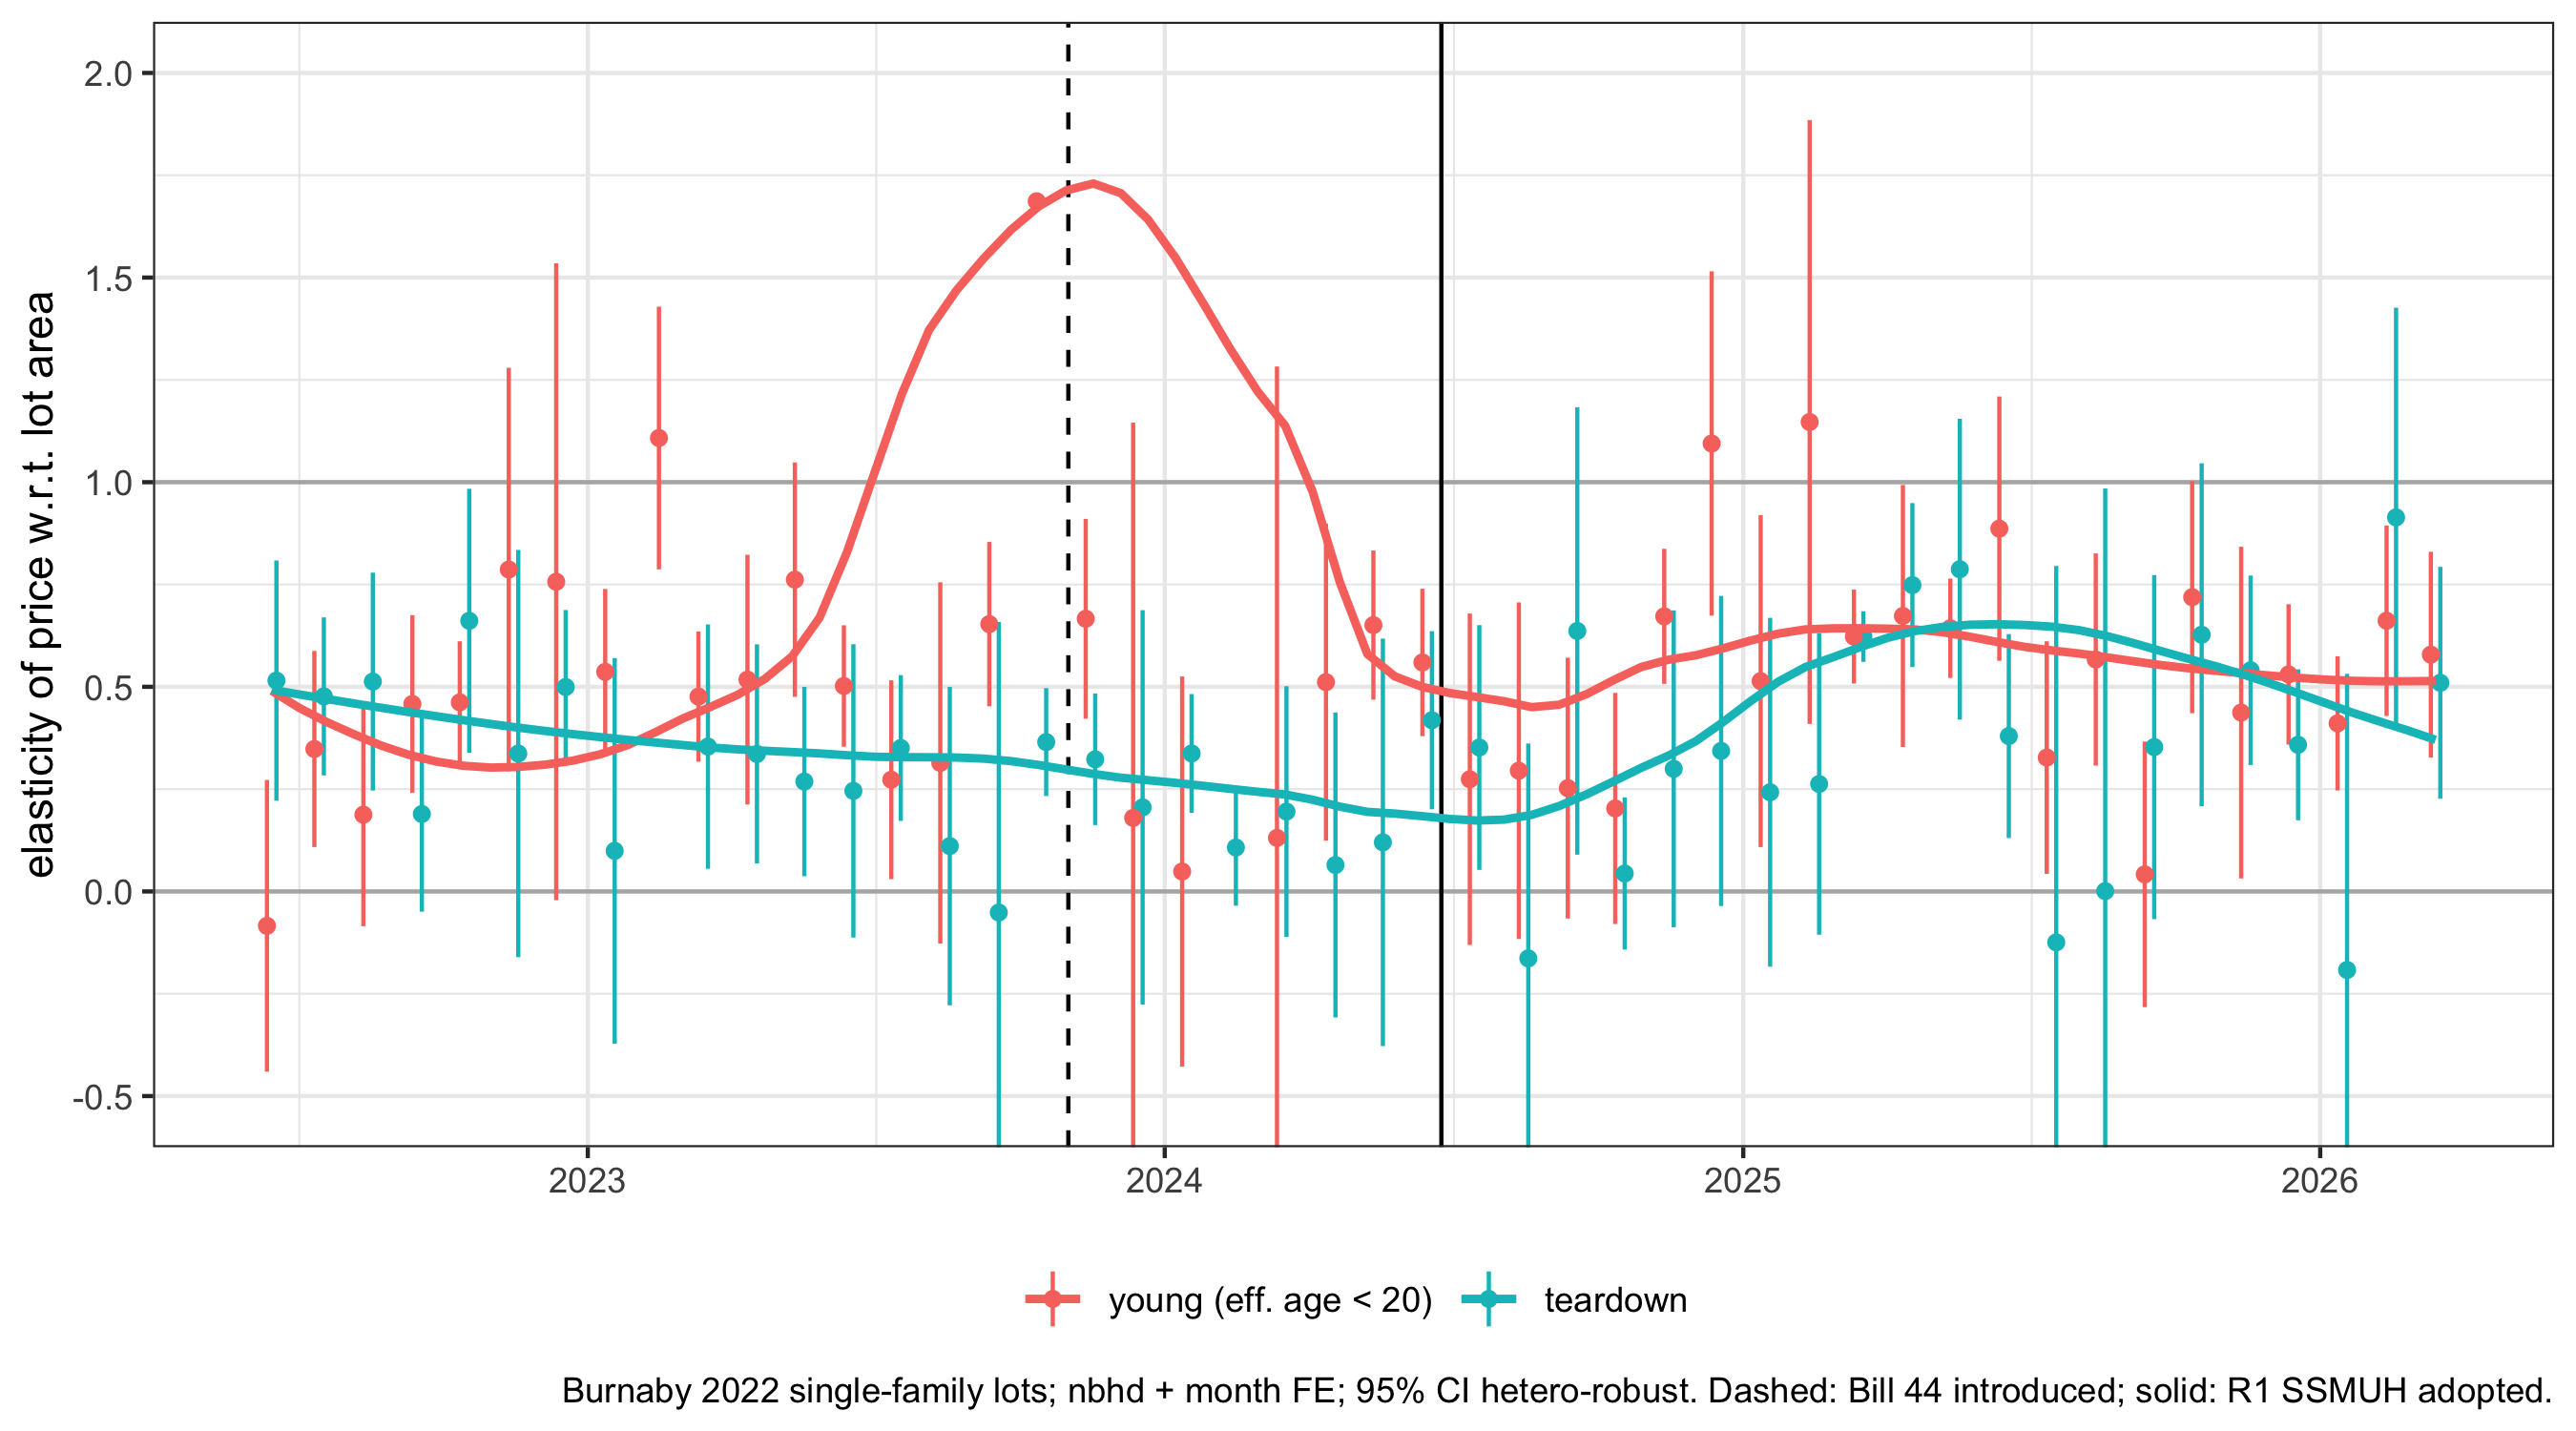 elasticity of price w.r.t. lot area
2.0
1.5
1.0
0.5
0.0
-0.5
2023 2024 2025 2026
young (eff. age < 20) teardown
Burnaby 2022 single-family lots; nbhd + month FE; 95% CI hetero-robust. Dashed: Bill 44 introduced; solid: R1 SSMUH adopted.